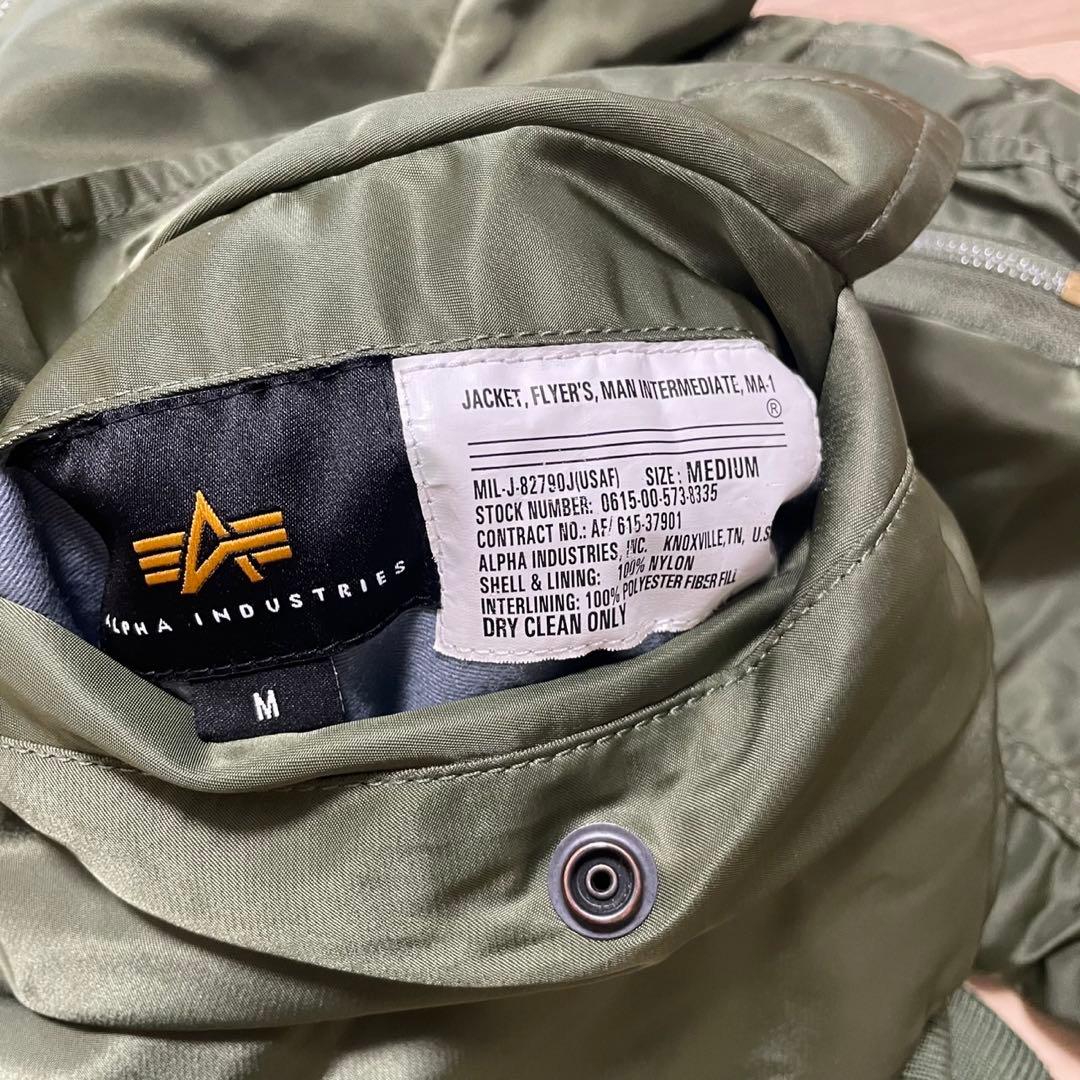 ALPHA INDUSTRIES
M
JACKET, FLYER'S, MAN INTERMEDIATE, MA-1
®
MIL-J-82790J(USAF) SIZE: MEDIUM
STOCK NUMBER: 0615-00-573-8335
CONTRACT NO.: AF/ 615-37901
ALPHA INDUSTRIES, INC. KNOXVILLE,TN, U.S
SHELL & LINING: 100% NYLON
INTERLINING: 100% POLYESTER FIBER FILL
DRY CLEAN ONLY